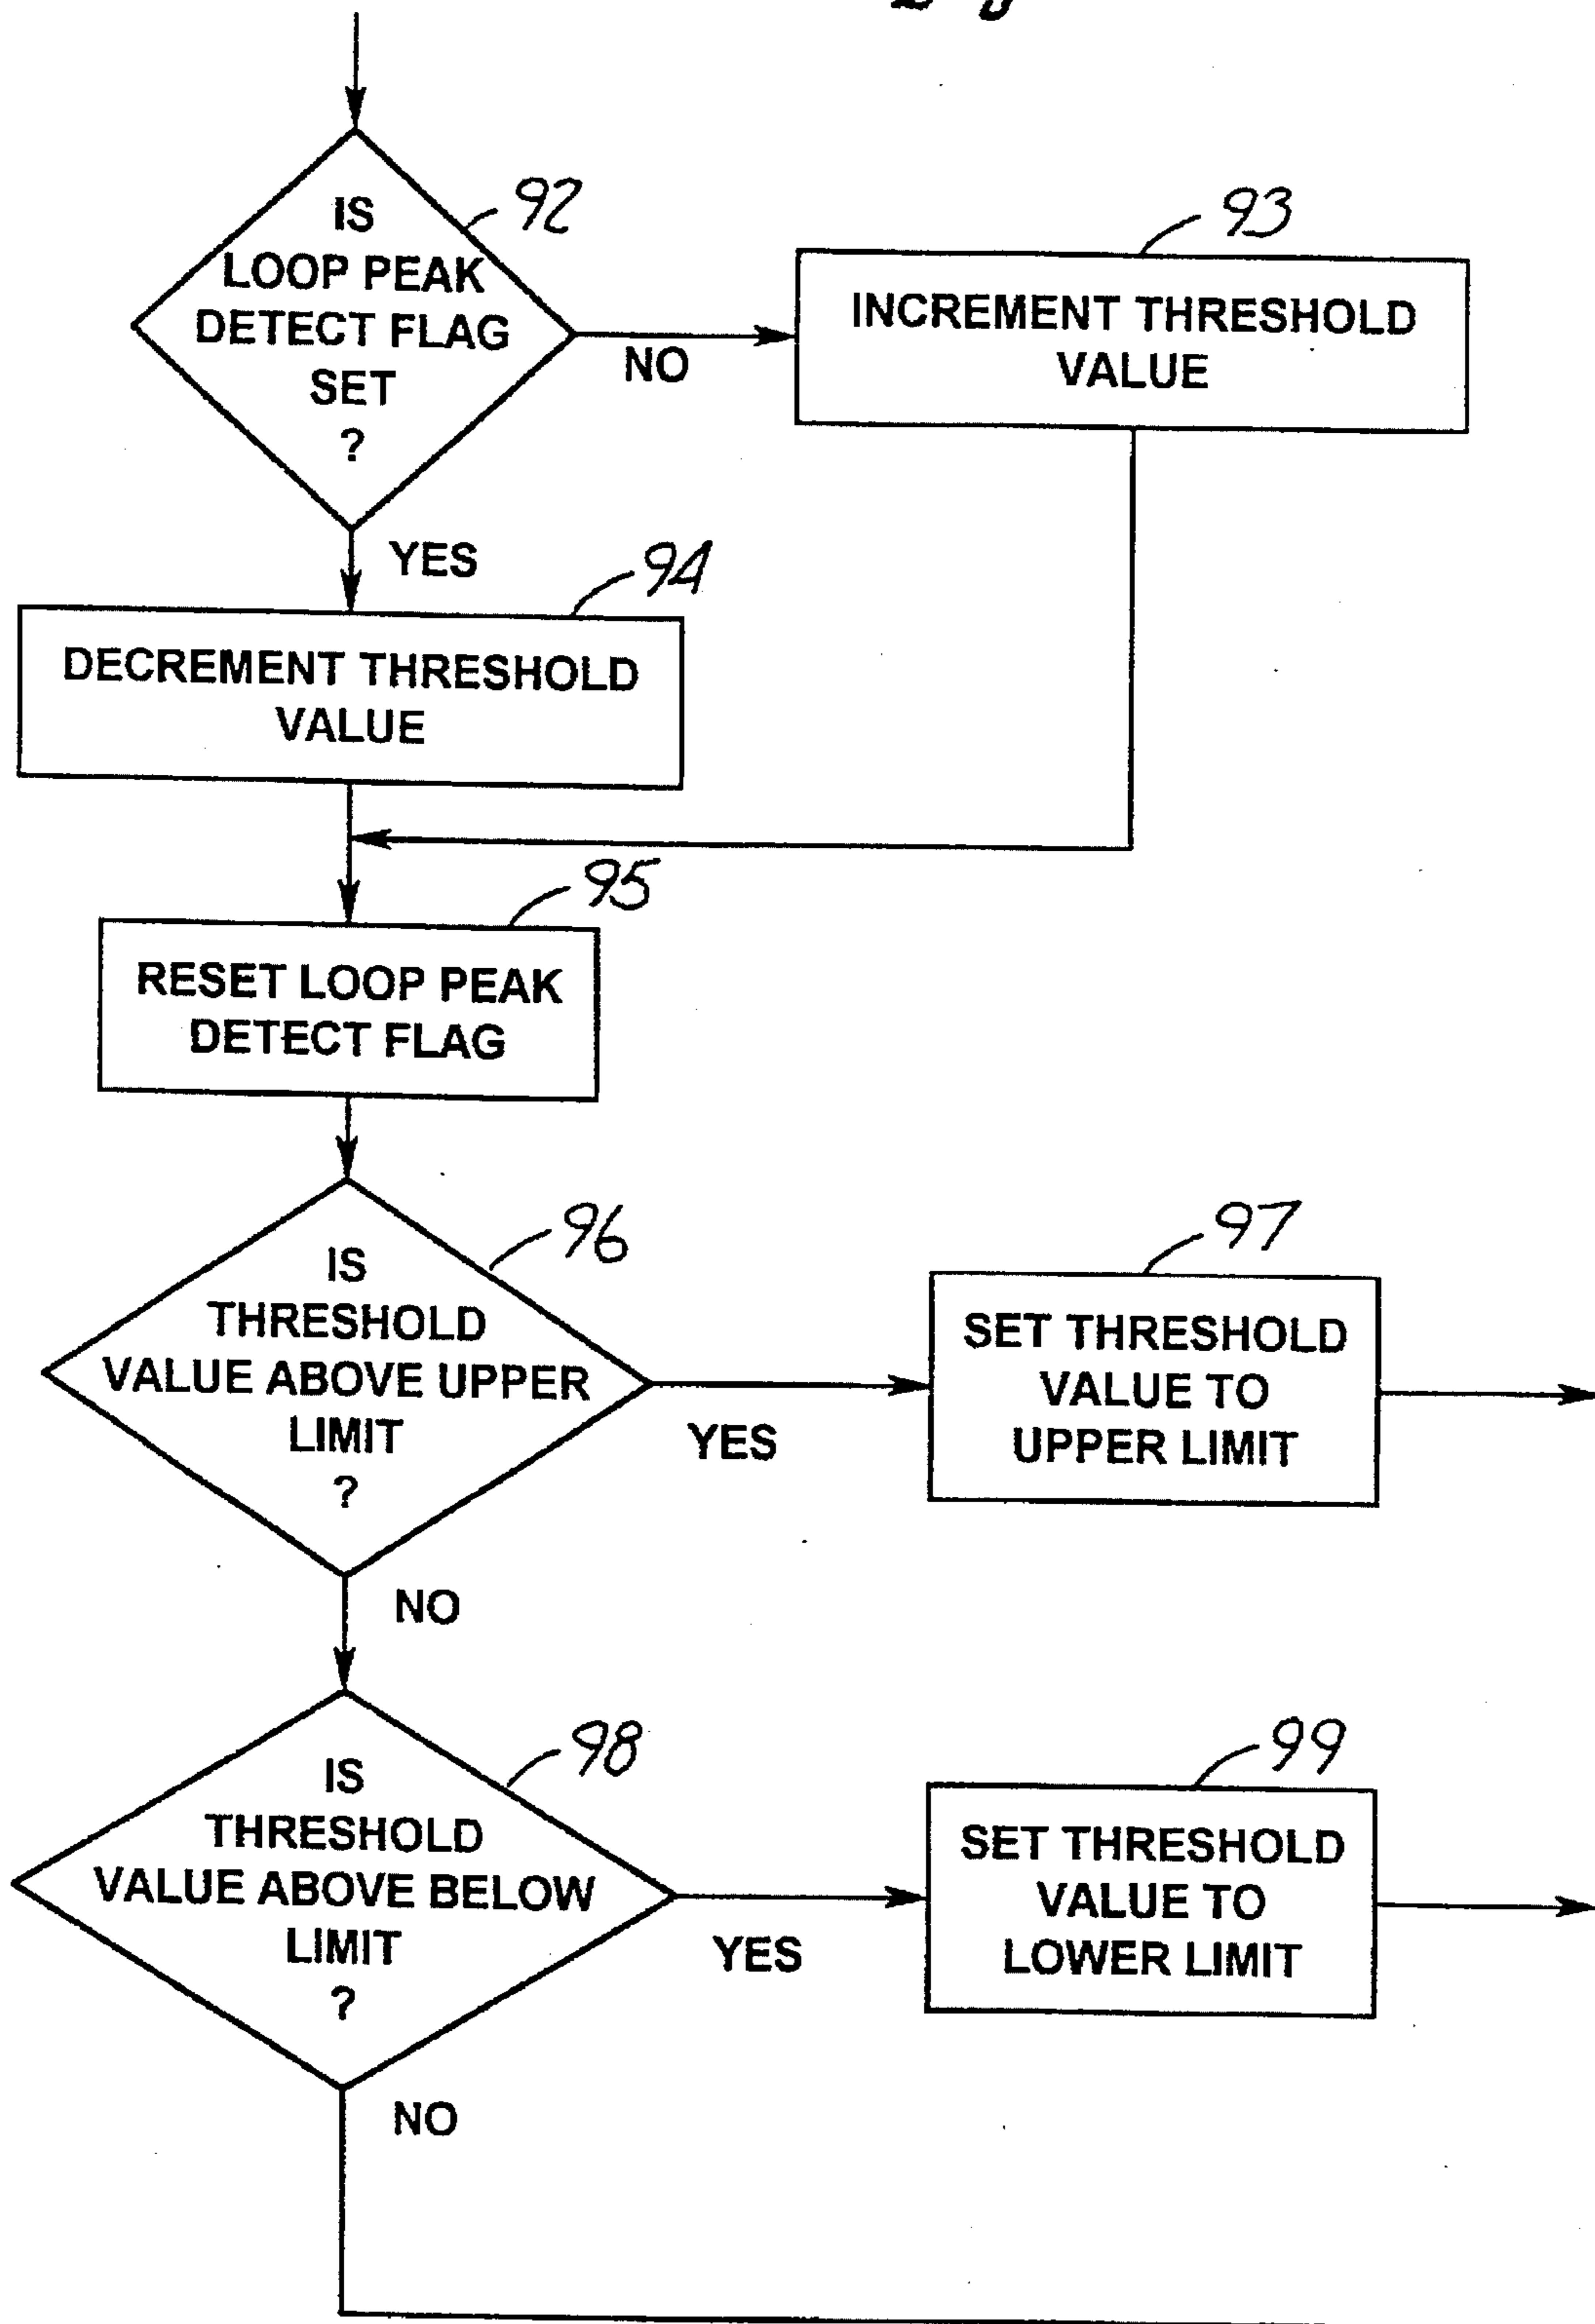 92
IS
LOOP PEAK
DETECT FLAG
SET
?
NO
93
INCREMENT THRESHOLD
VALUE
YES
94
DECREMENT THRESHOLD
VALUE
95
RESET LOOP PEAK
DETECT FLAG
96
IS
THRESHOLD
VALUE ABOVE UPPER
LIMIT
?
YES
97
SET THRESHOLD
VALUE TO
UPPER LIMIT
NO
98
IS
THRESHOLD
VALUE ABOVE BELOW
LIMIT
?
YES
99
SET THRESHOLD
VALUE TO
LOWER LIMIT
NO